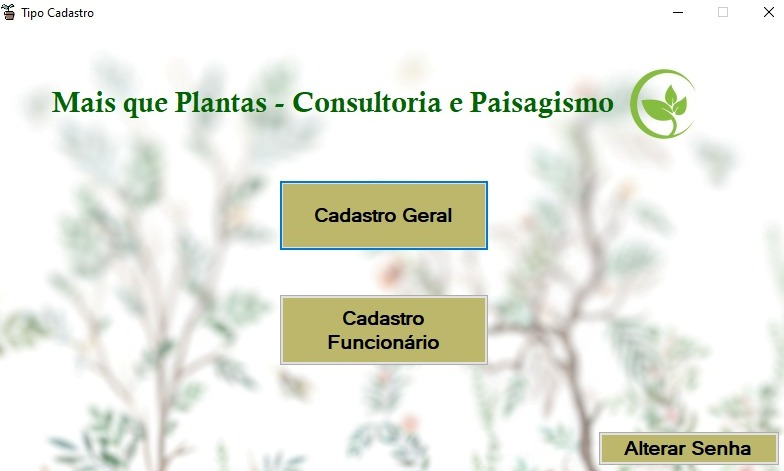 Tipo Cadastro
Mais que Plantas - Consultoria e Paisagismo
Cadastro Geral
Cadastro
Funcionário
Alterar Senha